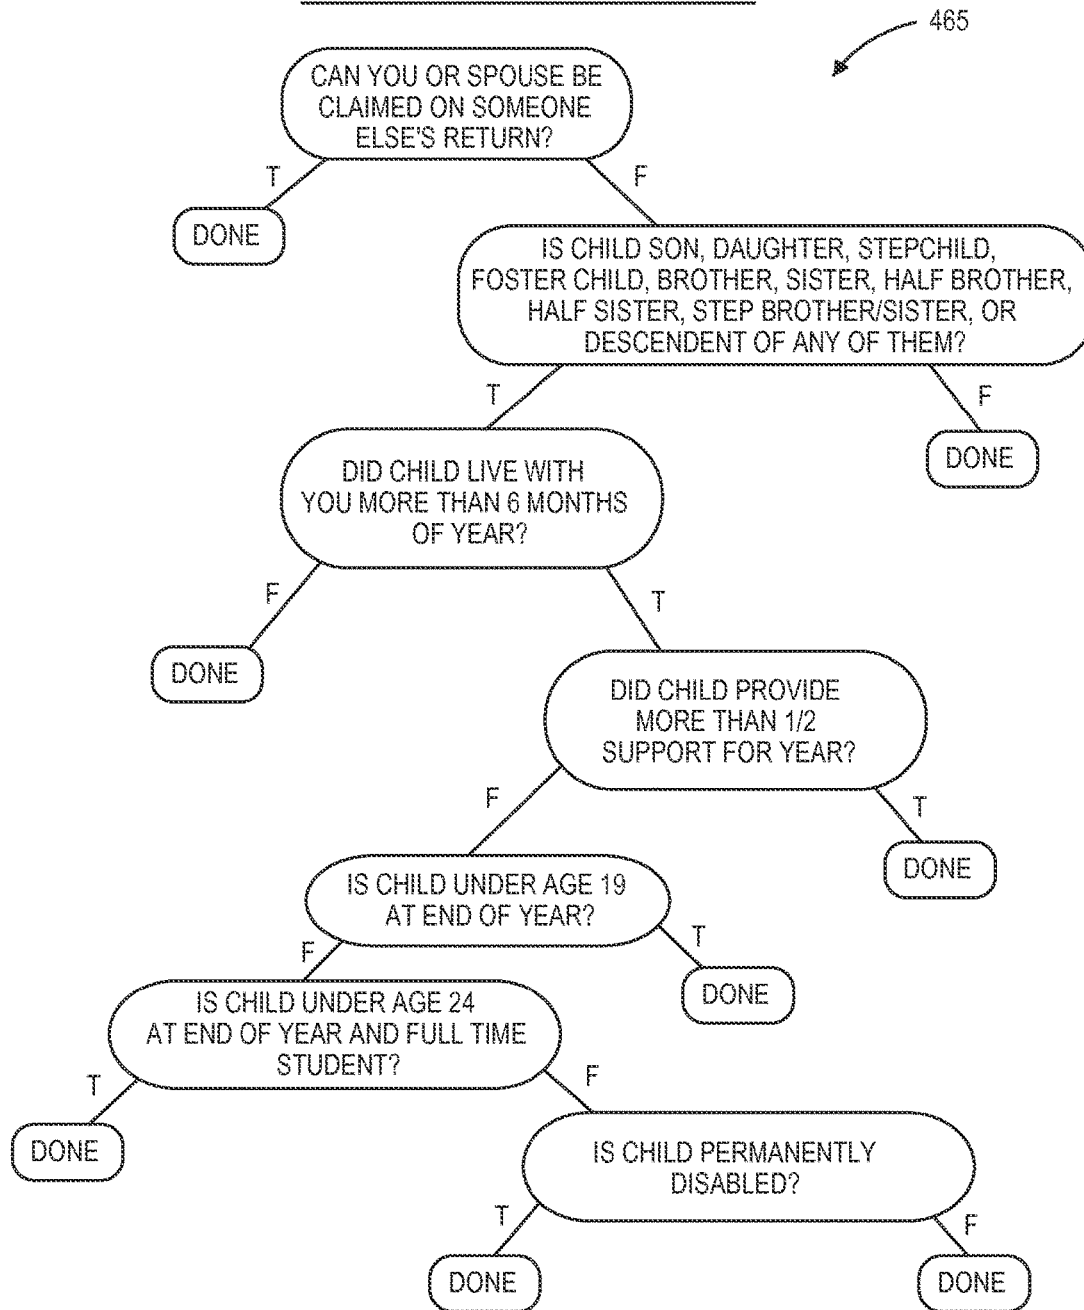 465
CAN YOU OR SPOUSE BE
CLAIMED ON SOMEONE
ELSE'S RETURN?
T
F
DONE
IS CHILD SON, DAUGHTER, STEPCHILD,
FOSTER CHILD, BROTHER, SISTER, HALF BROTHER,
HALF SISTER, STEP BROTHER/SISTER, OR
DESCENDENT OF ANY OF THEM?
T
F
DONE
DID CHILD LIVE WITH
YOU MORE THAN 6 MONTHS
OF YEAR?
F
T
DONE
DID CHILD PROVIDE
MORE THAN 1/2
SUPPORT FOR YEAR?
F
T
DONE
IS CHILD UNDER AGE 19
AT END OF YEAR?
F
T
DONE
IS CHILD UNDER AGE 24
AT END OF YEAR AND FULL TIME
STUDENT?
T
F
DONE
IS CHILD PERMANENTLY
DISABLED?
T
F
DONE
DONE